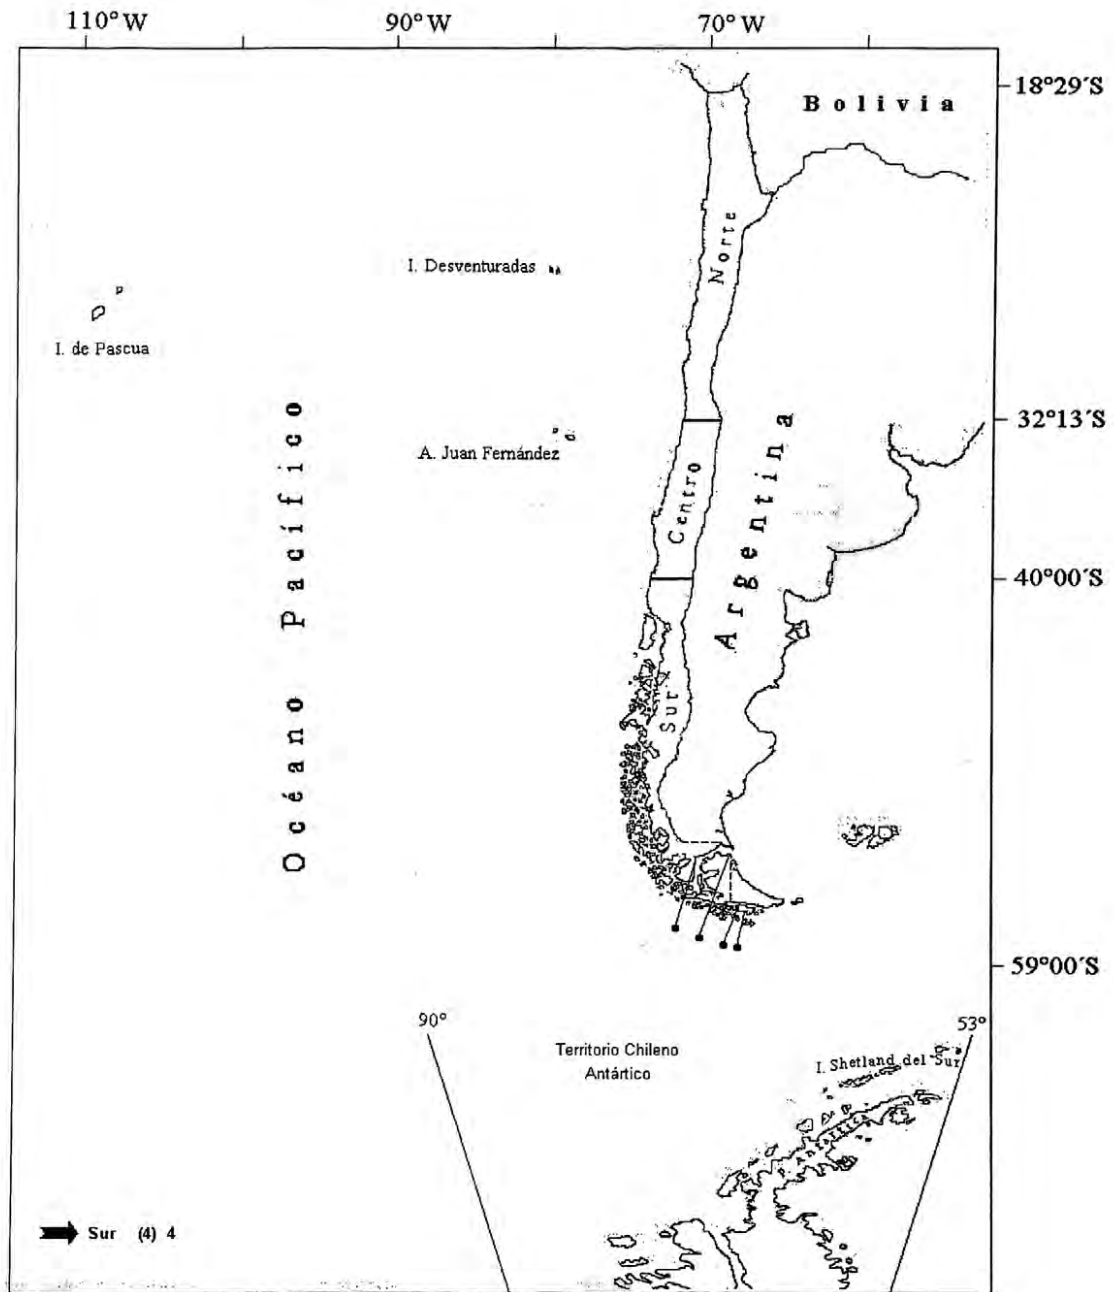 110°W 90°W 70°W
18°29´S
Bolivia
Norte
I. Desventuradas
I. de Pascua
32°13´S
A. Juan Fernández
Centro
Argentina
Océano Pacífico
40°00´S
Sur
59°00´S
90°
53°
Territorio Chileno
Antártico
I. Shetland del Sur
Antártica
Sur (4) 4